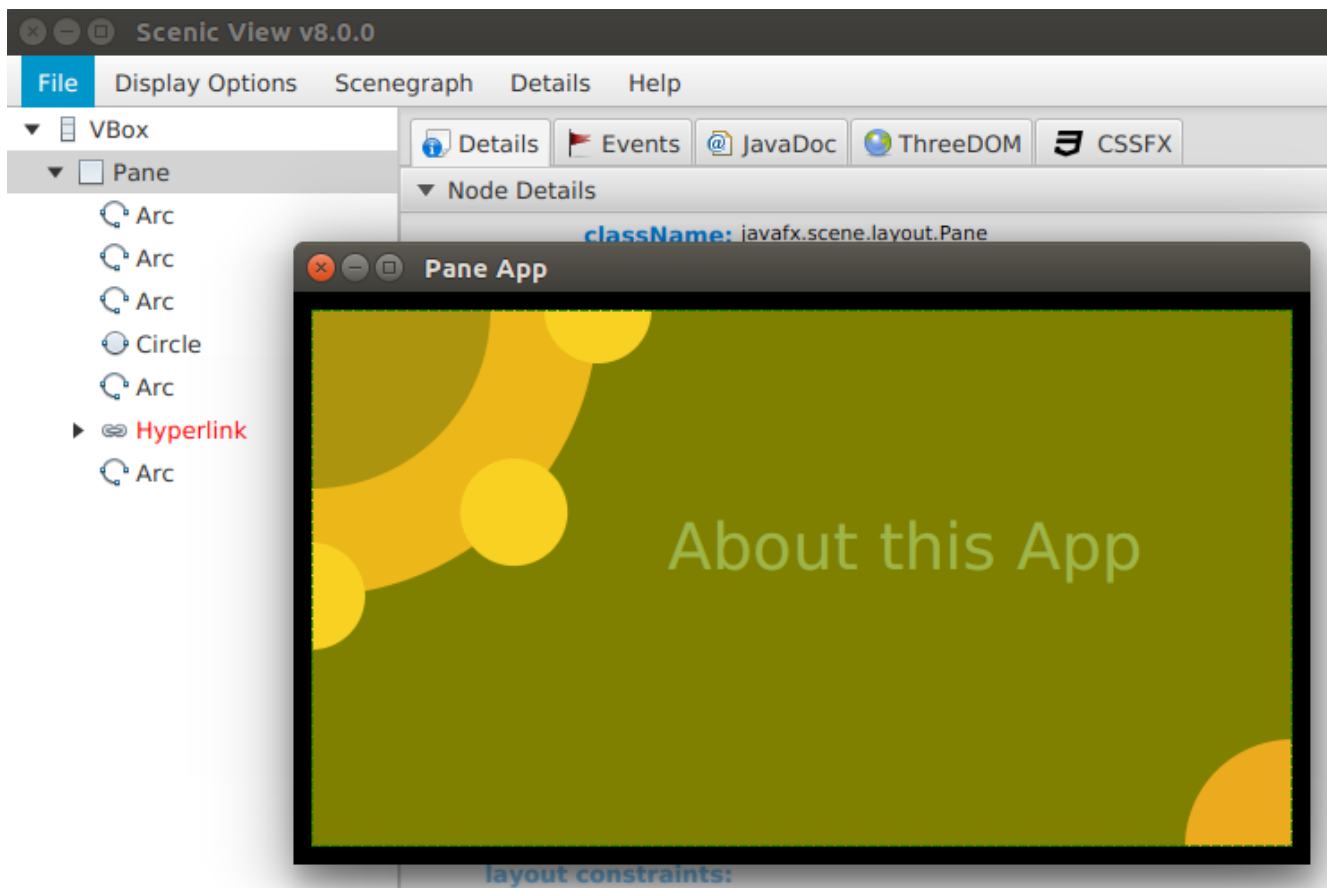 Scenic View v8.0.0
File Display Options Scenegraph Details Help
VBox
Pane
Arc
Arc
Arc
Circle
Arc
Hyperlink
Arc
Details Events JavaDoc ThreeDOM CSSFX
Node Details
className: javafx.scene.layout.Pane
Pane App
About this App
layout constraints: